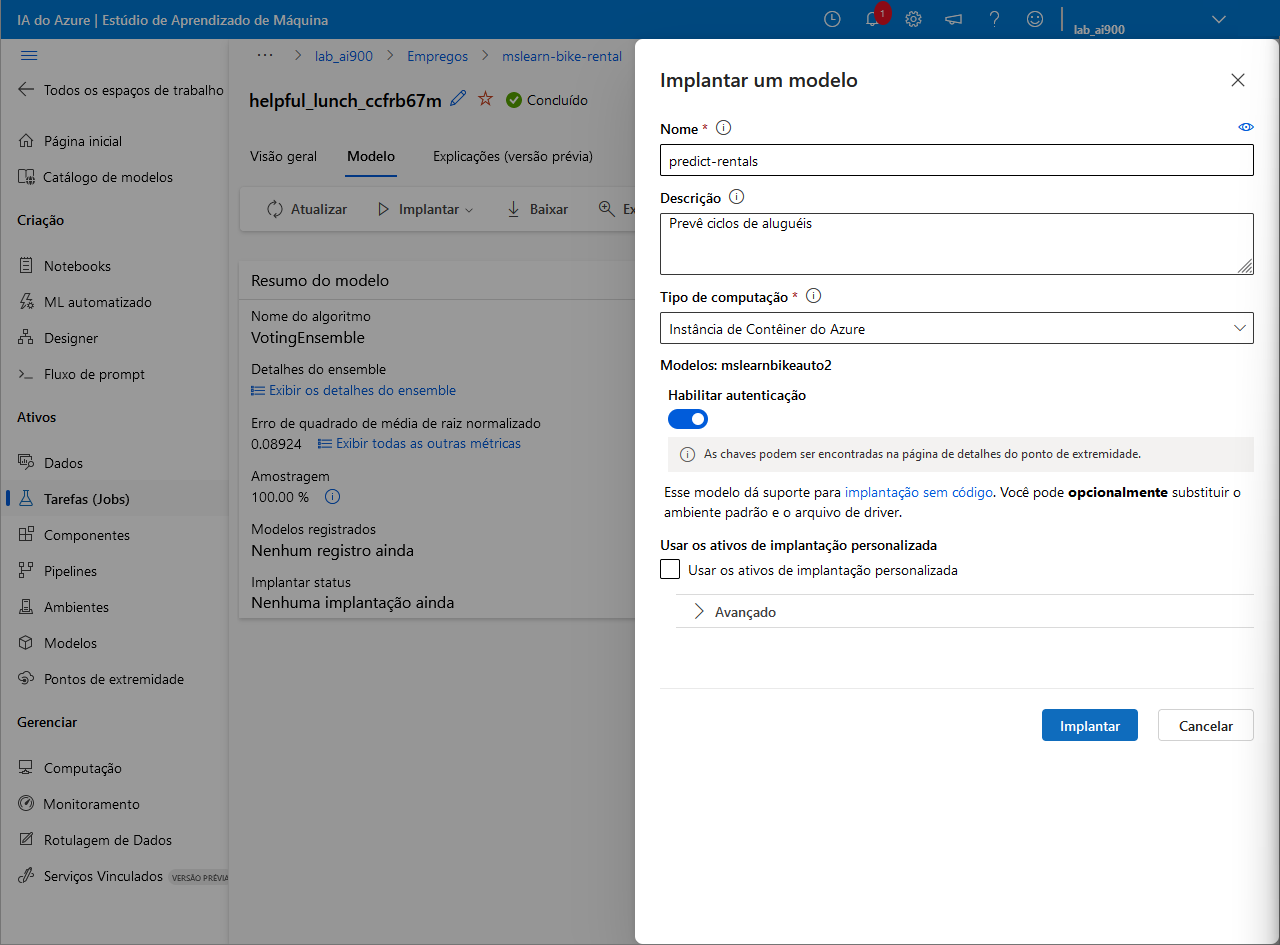 IA do Azure | Estúdio de Aprendizado de Máquina
1
lab_ai900
Todos os espaços de trabalho
Página inicial
Catálogo de modelos
Criação
Notebooks
ML automatizado
Designer
Fluxo de prompt
Ativos
Dados
Tarefas (Jobs)
Componentes
Pipelines
Ambientes
Modelos
Pontos de extremidade
Gerenciar
Computação
Monitoramento
Rotulagem de Dados
Serviços Vinculados VERSÃO PRÉVIA
... > lab_ai900 > Empregos > mslearn-bike-rental
helpful_lunch_ccfrb67m Concluído
Visão geral Modelo Explicações (versão prévia)
Atualizar Implantar Baixar Ex
Resumo do modelo
Nome do algoritmo
VotingEnsemble
Detalhes do ensemble
Exibir os detalhes do ensemble
Erro de quadrado de média de raiz normalizado
0.08924 Exibir todas as outras métricas
Amostragem
100.00 %
Modelos registrados
Nenhum registro ainda
Implantar status
Nenhuma implantação ainda
Implantar um modelo
Nome *
predict-rentals
Descrição
Prevê ciclos de aluguéis
Tipo de computação *
Instância de Contêiner do Azure
Modelos: mslearnbikeauto2
Habilitar autenticação
As chaves podem ser encontradas na página de detalhes do ponto de extremidade.
Esse modelo dá suporte para implantação sem código. Você pode opcionalmente substituir o
ambiente padrão e o arquivo de driver.
Usar os ativos de implantação personalizada
Usar os ativos de implantação personalizada
Avançado
Implantar Cancelar